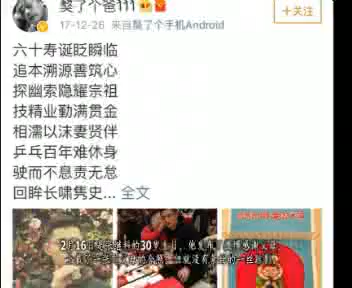 獒了个爸111
17-12-26 来自獒了个手机Android
+关注
六十寿诞眨瞬临
追本溯源善筑心
探幽索隐耀宗祖
技精业勤满贯金
相濡以沫妻贤伴
乒乓百年难休身
驶而不息责无怠
回眸长啸隽史... 全文